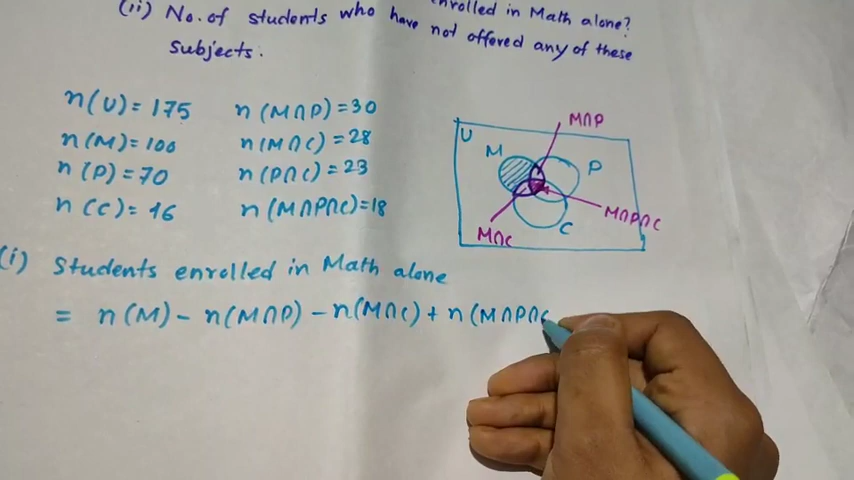 enrolled in Math alone?
(ii) No. of students who have not offered any of these
subjects.
n(U) = 175 n(M∩P) = 30
n(M) = 100 n(M∩C) = 28
n(P) = 70 n(P∩C) = 23
n(C) = 16 n(M∩P∩C) = 18
M∩P
U
M
P
M∩P∩C
C
M∩C
(i) Students enrolled in Math alone
= n(M) - n(M∩P) - n(M∩C) + n(M∩P∩C